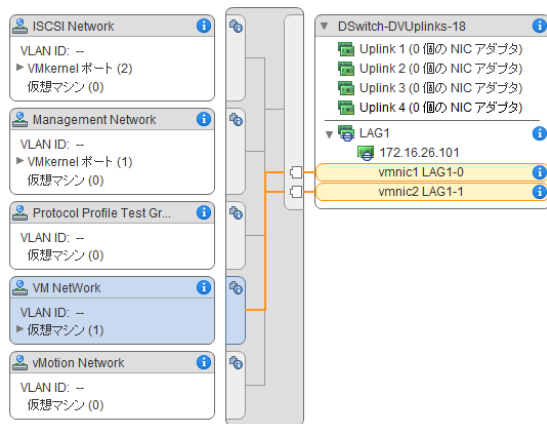 ISCSI Network
VLAN ID: --
VMkernel ポート (2)
仮想マシン (0)
Management Network
VLAN ID: --
VMkernel ポート (1)
仮想マシン (0)
Protocol Profile Test Gr...
VLAN ID: --
仮想マシン (0)
VM NetWork
VLAN ID: --
仮想マシン (1)
vMotion Network
VLAN ID: --
仮想マシン (0)
DSwitch-DVUplinks-18
Uplink 1 (0 個の NIC アダプタ)
Uplink 2 (0 個の NIC アダプタ)
Uplink 3 (0 個の NIC アダプタ)
Uplink 4 (0 個の NIC アダプタ)
LAG1
172.16.26.101
vmnic1 LAG1-0
vmnic2 LAG1-1